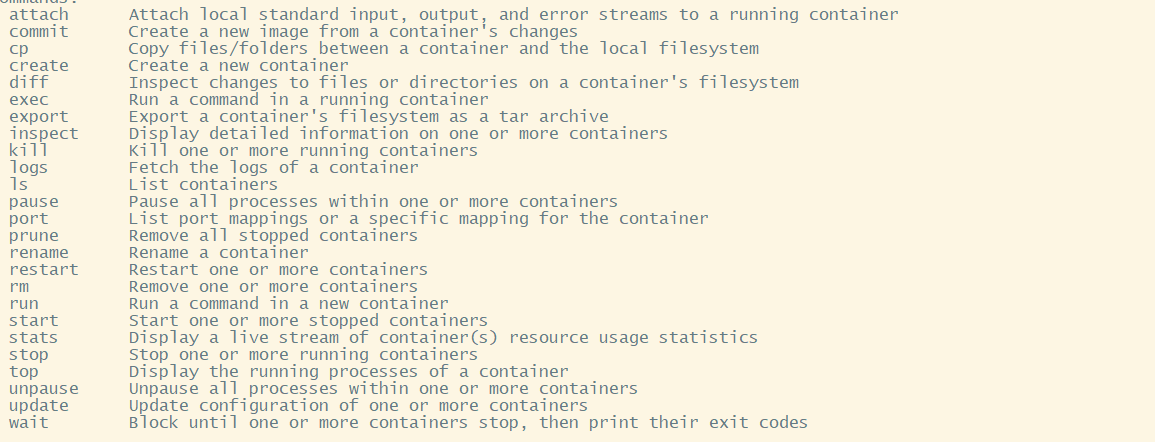 attach Attach local standard input, output, and error streams to a running container
commit Create a new image from a container's changes
cp Copy files/folders between a container and the local filesystem
create Create a new container
diff Inspect changes to files or directories on a container's filesystem
exec Run a command in a running container
export Export a container's filesystem as a tar archive
inspect Display detailed information on one or more containers
kill Kill one or more running containers
logs Fetch the logs of a container
ls List containers
pause Pause all processes within one or more containers
port List port mappings or a specific mapping for the container
prune Remove all stopped containers
rename Rename a container
restart Restart one or more containers
rm Remove one or more containers
run Run a command in a new container
start Start one or more stopped containers
stats Display a live stream of container(s) resource usage statistics
stop Stop one or more running containers
top Display the running processes of a container
unpause Unpause all processes within one or more containers
update Update configuration of one or more containers
wait Block until one or more containers stop, then print their exit codes